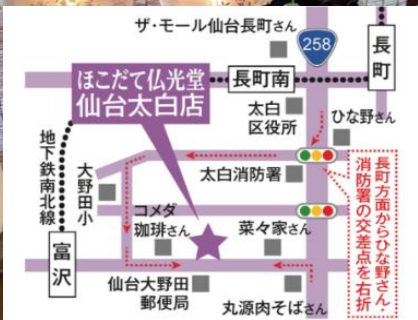 ザ・モール仙台長町さん
258
長町
ほこだて仏光堂
仙台太白店
長町南
太白
区役所
ひな野さん
地下鉄南北線
大野田小
太白消防署
長町方面からひな野さん・
消防署の交差点を右折
コメダ
珈琲さん
菜々家さん
富沢
仙台大野田
郵便局
丸源肉そばさん